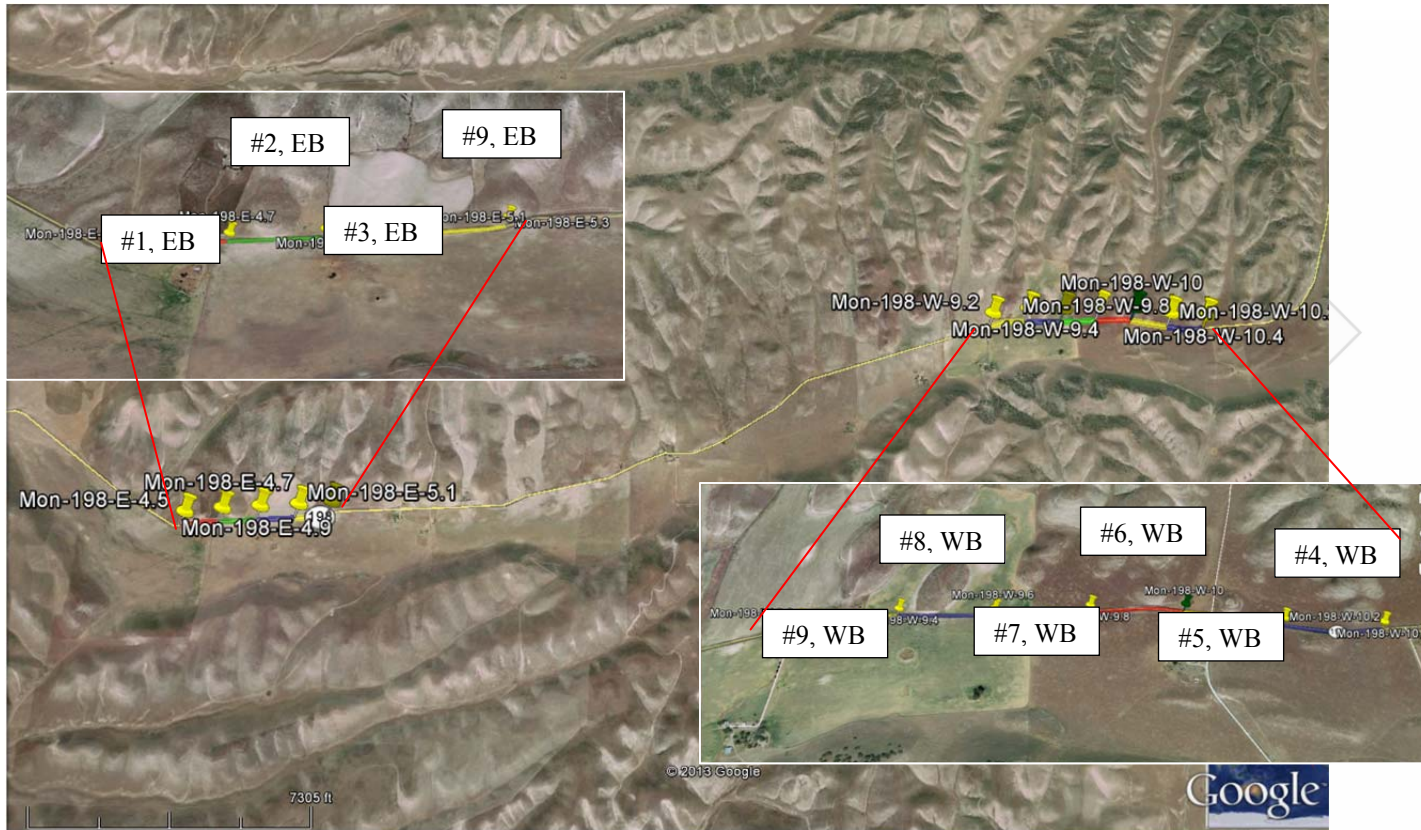 #2, EB
#9, EB
Mon-198-E-4.7
Mon-198-E-5.1
Mon-198-E-5.3
#1, EB
#3, EB
Mon-198-W-10
Mon-198-W-9.2
Mon-198-W-9.8
Mon-198-W-9.4
Mon-198-W-10.4
Mon-198-E-4.7
Mon-198-E-4.5
Mon-198-E-5.1
198
Mon-198-E-4.9
#8, WB
#6, WB
#4, WB
Mon-198-W-9.6
Mon-198-W-10
#9, WB
#7, WB
#5, WB
Mon-198-W-10.2
© 2013 Google
7305 ft
Google